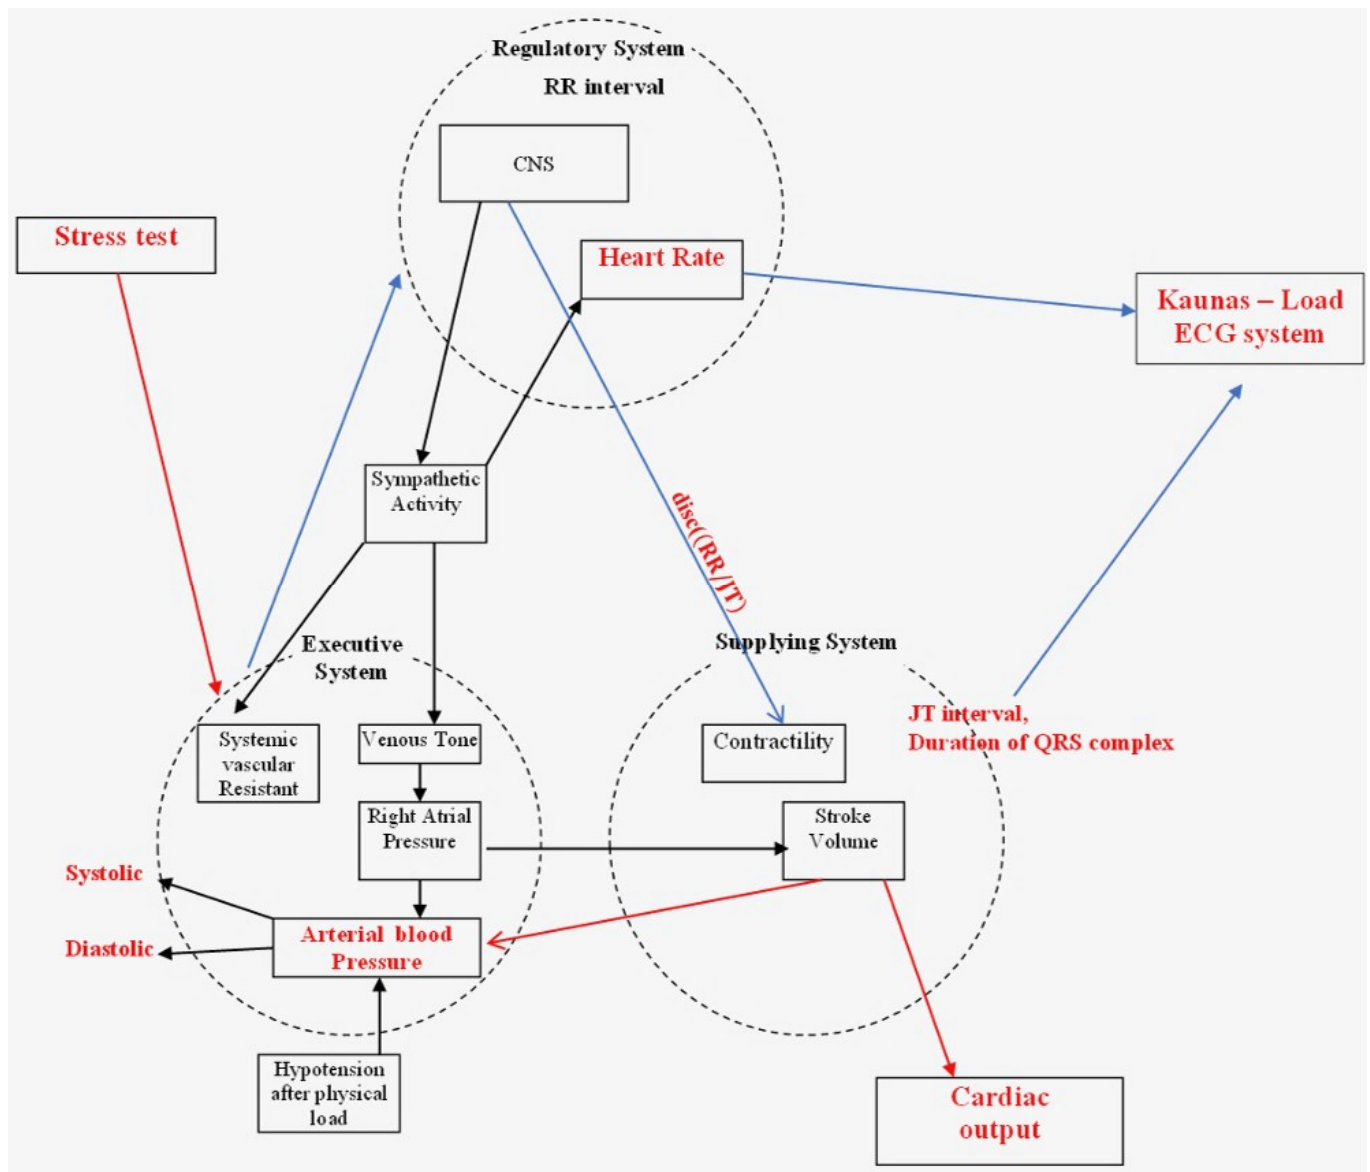 Regulatory System
RR interval
CNS
Stress test
Heart Rate
Kaunas – Load
ECG system
Sympathetic
Activity
disc((RR/JT)
Executive
System
Supplying System
Systemic
vascular
Resistant
Venous Tone
Contractility
JT interval,
Duration of QRS complex
Right Atrial
Pressure
Stroke
Volume
Systolic
Diastolic
Arterial blood
Pressure
Hypotension
after physical
load
Cardiac
output